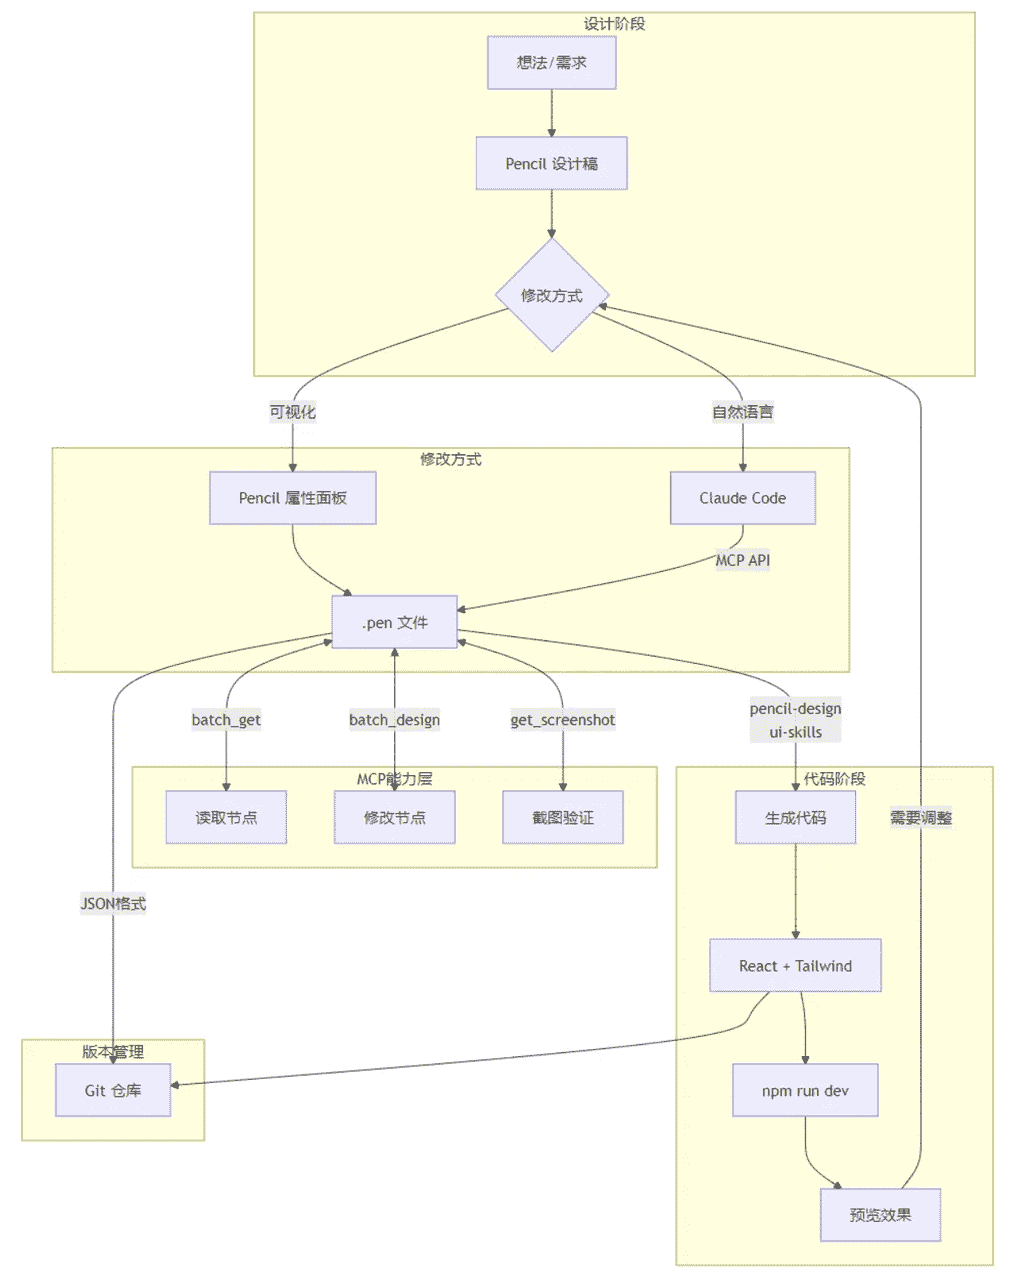 设计阶段
想法/需求
Pencil 设计稿
修改方式
可视化
自然语言
修改方式
Pencil 属性面板
Claude Code
MCP API
.pen 文件
batch_get
batch_design
get_screenshot
pencil-design
ui-skills
MCP能力层
读取节点
修改节点
截图验证
代码阶段
生成代码
需要调整
JSON格式
React + Tailwind
版本管理
Git 仓库
npm run dev
预览效果